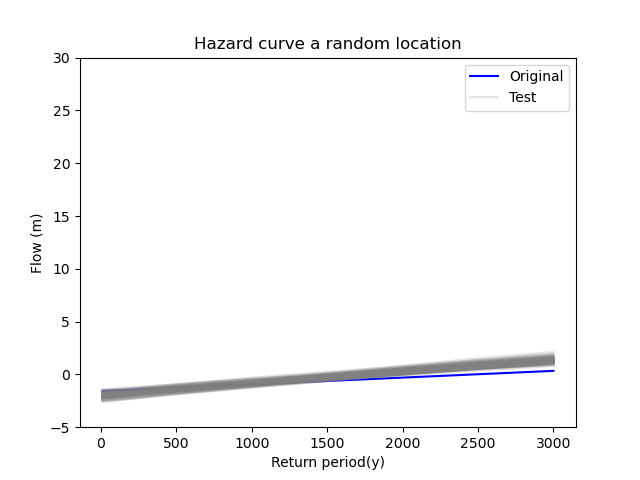 Hazard curve a random location
Original
Test
Flow (m)
30
25
20
15
10
5
0
−5
0 500 1000 1500 2000 2500 3000
Return period(y)